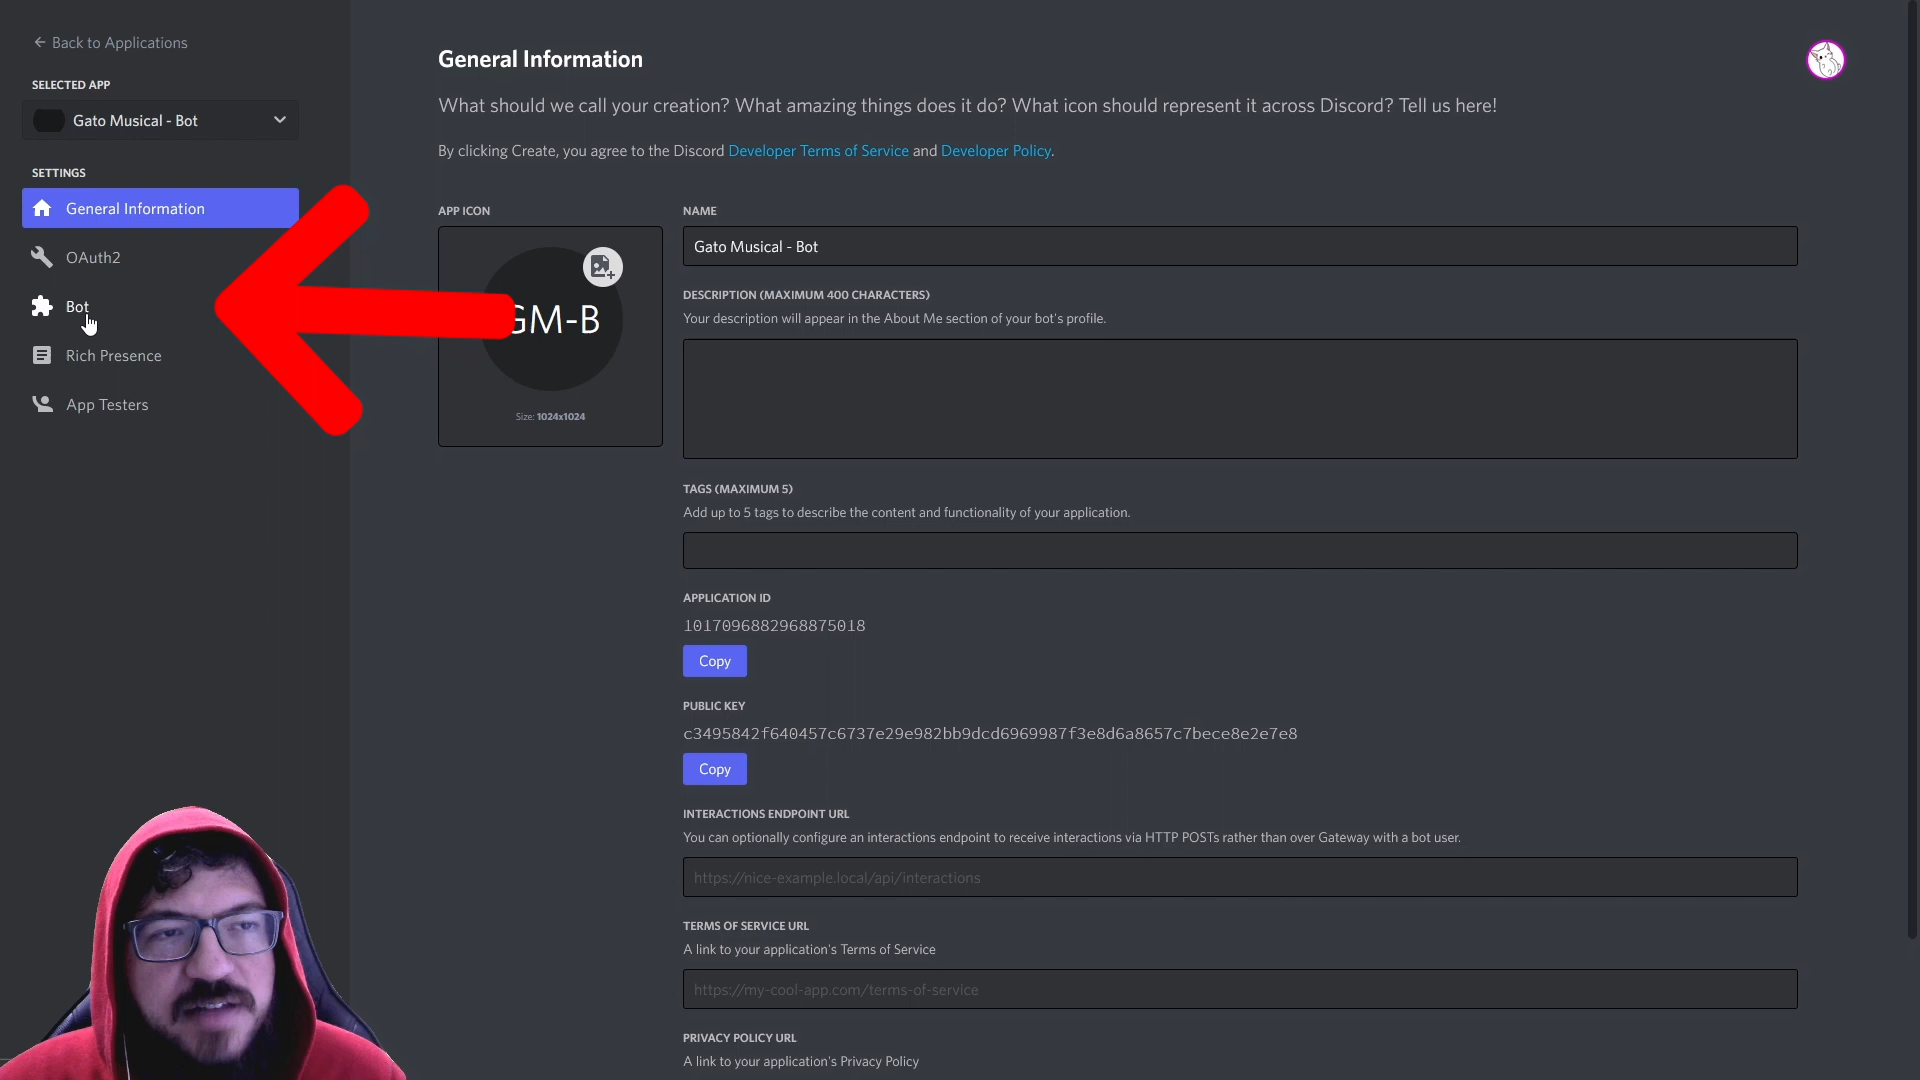 Back to Applications
SELECTED APP
Gato Musical - Bot
SETTINGS
General Information
OAuth2
Bot
Rich Presence
App Testers
General Information
What should we call your creation? What amazing things does it do? What icon should represent it across Discord? Tell us here!
By clicking Create, you agree to the Discord Developer Terms of Service and Developer Policy.
APP ICON
GM-B
Size: 1024x1024
NAME
Gato Musical - Bot
DESCRIPTION (MAXIMUM 400 CHARACTERS)
Your description will appear in the About Me section of your bot's profile.
TAGS (MAXIMUM 5)
Add up to 5 tags to describe the content and functionality of your application.
APPLICATION ID
1017096882968875018
Copy
PUBLIC KEY
c3495842f640457c6737e29e982bb9dcd6969987f3e8d6a8657c7bece8e2e7e8
Copy
INTERACTIONS ENDPOINT URL
You can optionally configure an interactions endpoint to receive interactions via HTTP POSTs rather than over Gateway with a bot user.
https://nice-example.local/api/interactions
TERMS OF SERVICE URL
A link to your application's Terms of Service
https://my-cool-app.com/terms-of-service
PRIVACY POLICY URL
A link to your application's Privacy Policy